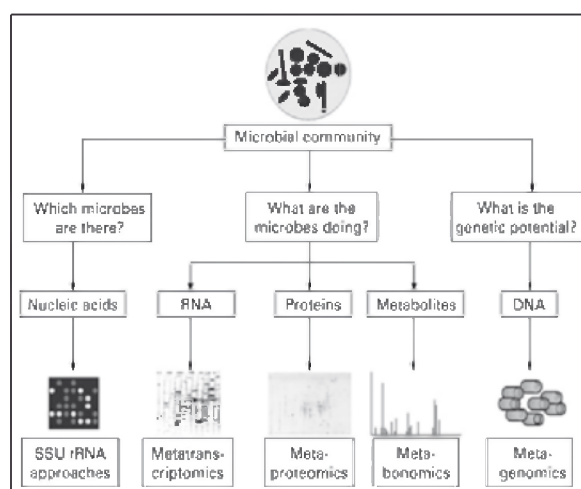 Microbial community
Which microbes
are there?
What are the
microbes doing?
What is the
genetic potential?
Nucleic acids
RNA
Proteins
Metabolites
DNA
SSU rRNA
approaches
Metatrans-
criptomics
Meta-
proteomics
Meta-
bonomics
Meta-
genomics